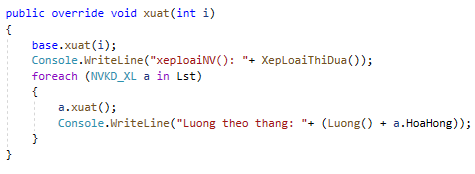 public override void xuat(int i)
{
base.xuat(i);
Console.WriteLine("xeploaiNV(): "+ XepLoaiThiDua());
foreach (NVKD_XL a in Lst)
{
a.xuat();
Console.WriteLine("Luong theo thang: "+ (Luong() + a.HoaHong));
}
}